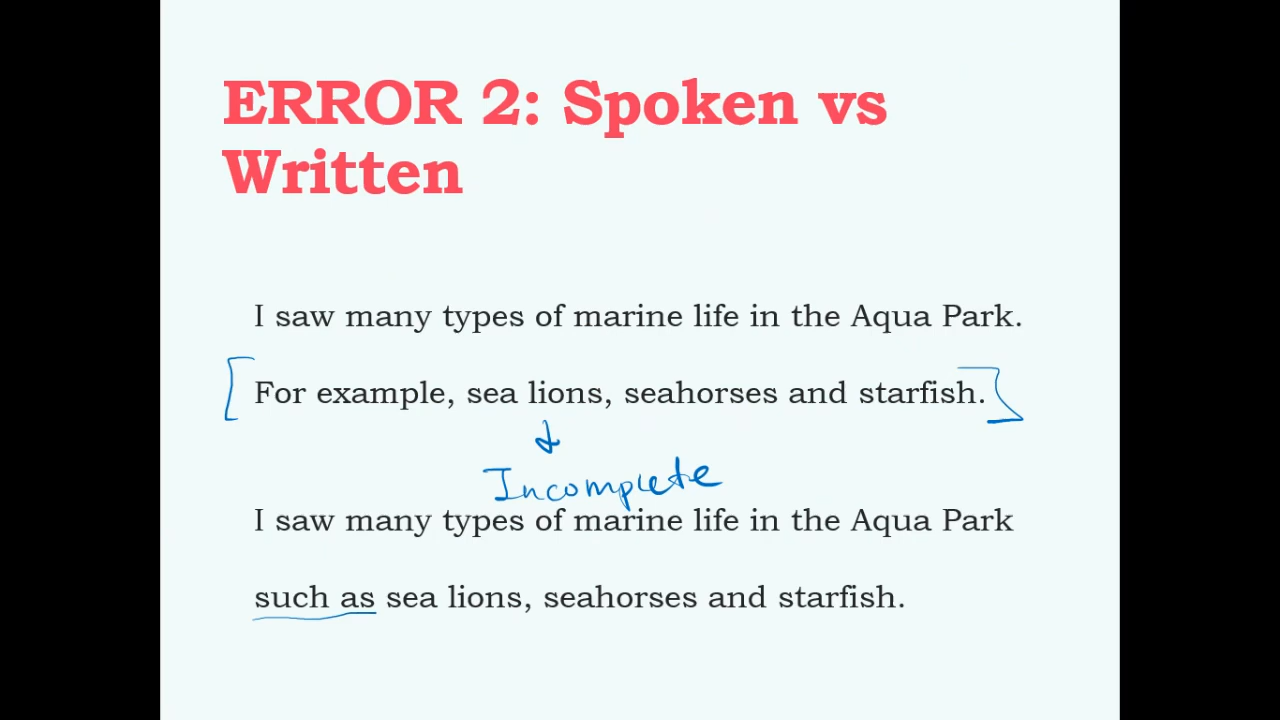 ERROR 2: Spoken vs
Written
I saw many types of marine life in the Aqua Park.
For example, sea lions, seahorses and starfish.
Incomplete
I saw many types of marine life in the Aqua Park
such as sea lions, seahorses and starfish.